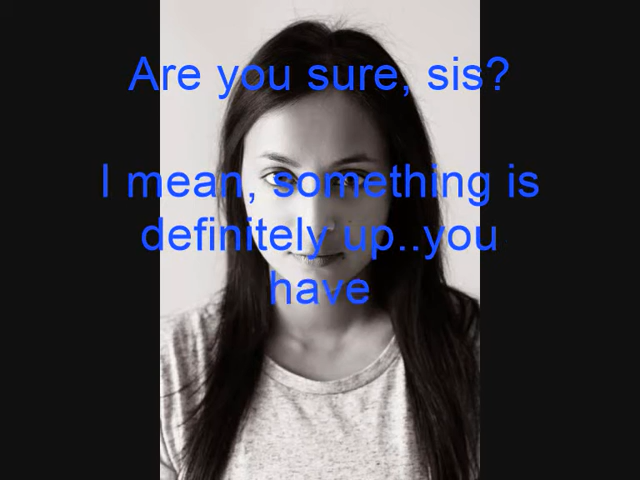 Are you sure, sis?
I mean, something is
definitely up..you
have